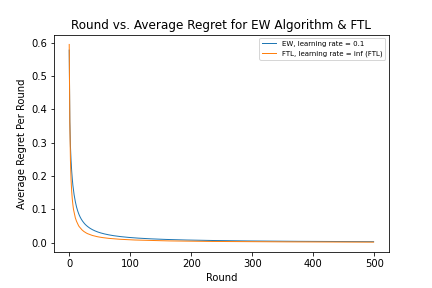 Round vs. Average Regret for EW Algorithm & FTL
EW, learning rate = 0.1
FTL, learning rate = inf (FTL)
Average Regret Per Round
0.6
0.5
0.4
0.3
0.2
0.1
0.0
0 100 200 300 400 500
Round